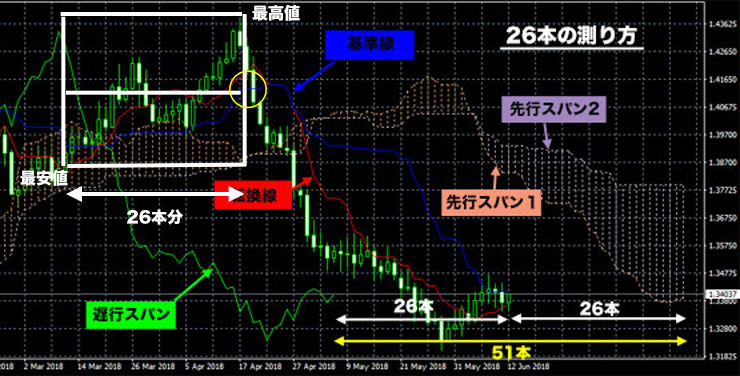 最高値
26本の測り方
基準線
先行スパン2
最安値
換線
26本分
先行スパン1
遅行スパン
26本
26本
51本
1.43625
1.42650
1.41650
1.40675
1.39700
1.38700
1.37725
1.36750
1.35750
1.34775
1.34037
1.32800
1.31825
2 Mar 2018
14 Mar 2018
26 Mar 2018
5 Apr 2018
17 Apr 2018
27 Apr 2018
9 May 2018
21 May 2018
31 May 2018
12 Jun 2018